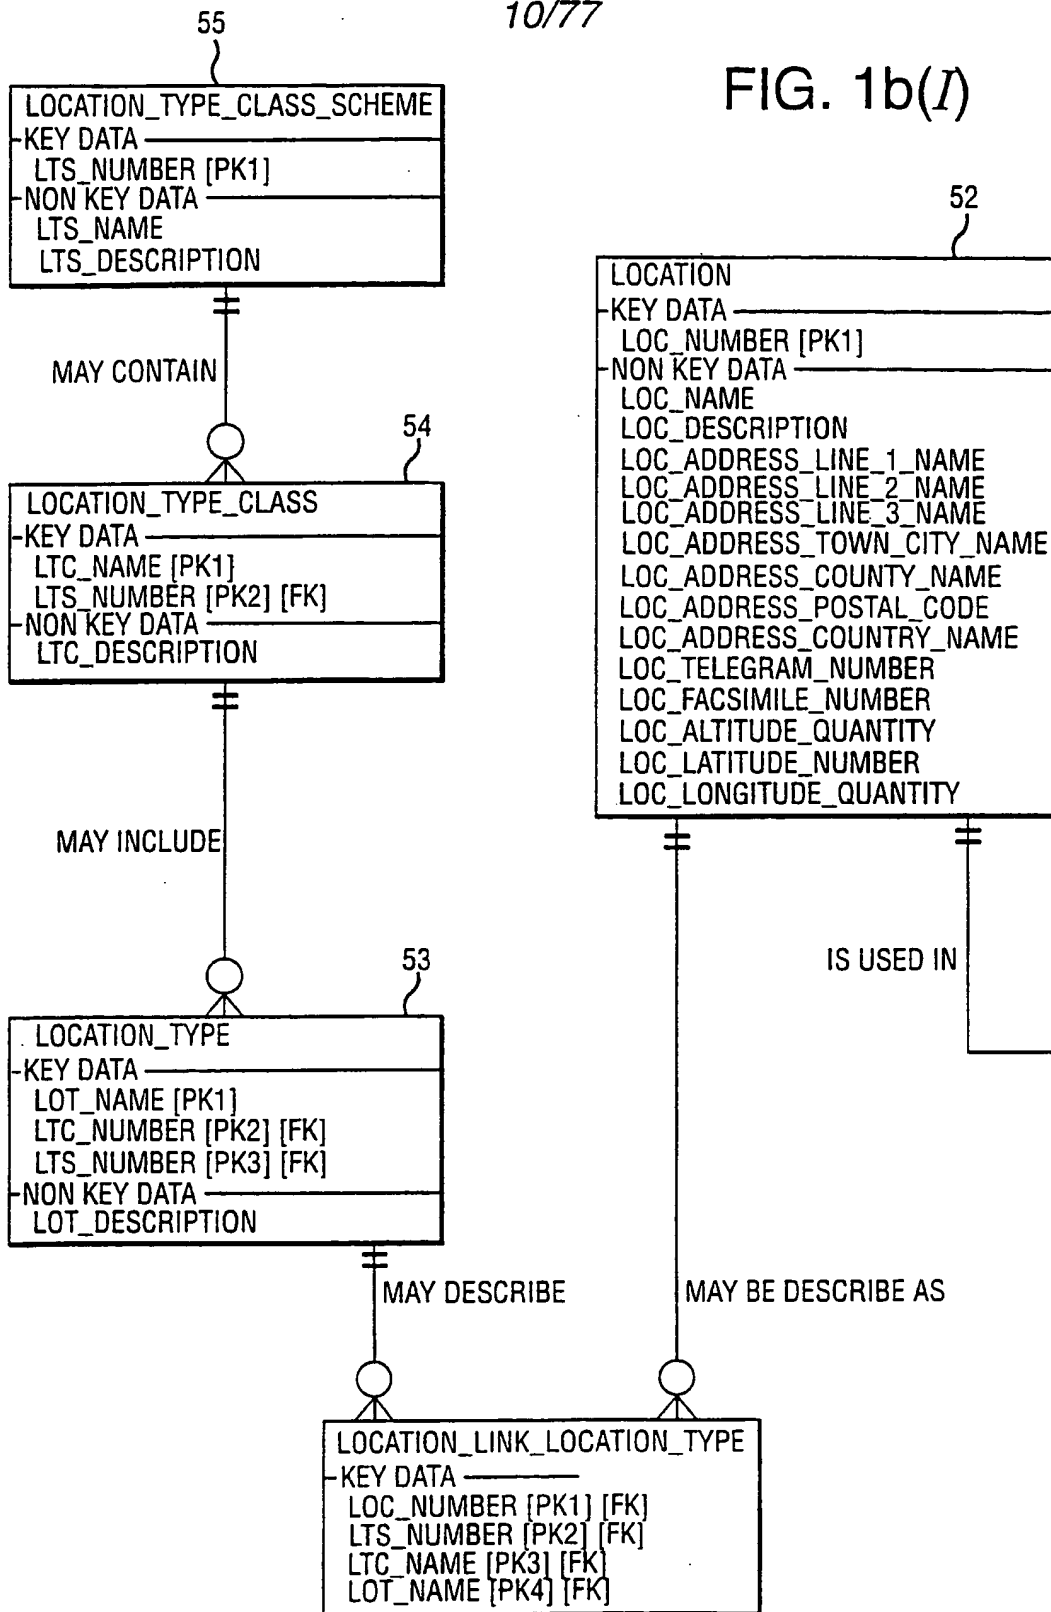 10/77
FIG. 1b(I)
55
LOCATION_TYPE_CLASS_SCHEME
KEY DATA
LTS_NUMBER [PK1]
NON KEY DATA
LTS_NAME
LTS_DESCRIPTION
MAY CONTAIN
54
LOCATION_TYPE_CLASS
KEY DATA
LTC_NAME [PK1]
LTS_NUMBER [PK2] [FK]
NON KEY DATA
LTC_DESCRIPTION
MAY INCLUDE
53
LOCATION_TYPE
KEY DATA
LOT_NAME [PK1]
LTC_NUMBER [PK2] [FK]
LTS_NUMBER [PK3] [FK]
NON KEY DATA
LOT_DESCRIPTION
MAY DESCRIBE
52
LOCATION
KEY DATA
LOC_NUMBER [PK1]
NON KEY DATA
LOC_NAME
LOC_DESCRIPTION
LOC_ADDRESS_LINE_1_NAME
LOC_ADDRESS_LINE_2_NAME
LOC_ADDRESS_LINE_3_NAME
LOC_ADDRESS_TOWN_CITY_NAME
LOC_ADDRESS_COUNTY_NAME
LOC_ADDRESS_POSTAL_CODE
LOC_ADDRESS_COUNTRY_NAME
LOC_TELEGRAM_NUMBER
LOC_FACSIMILE_NUMBER
LOC_ALTITUDE_QUANTITY
LOC_LATITUDE_NUMBER
LOC_LONGITUDE_QUANTITY
IS USED IN
MAY BE DESCRIBE AS
LOCATION_LINK_LOCATION_TYPE
KEY DATA
LOC_NUMBER [PK1] [FK]
LTS_NUMBER [PK2] [FK]
LTC_NAME [PK3] [FK]
LOT_NAME [PK4] [FK]